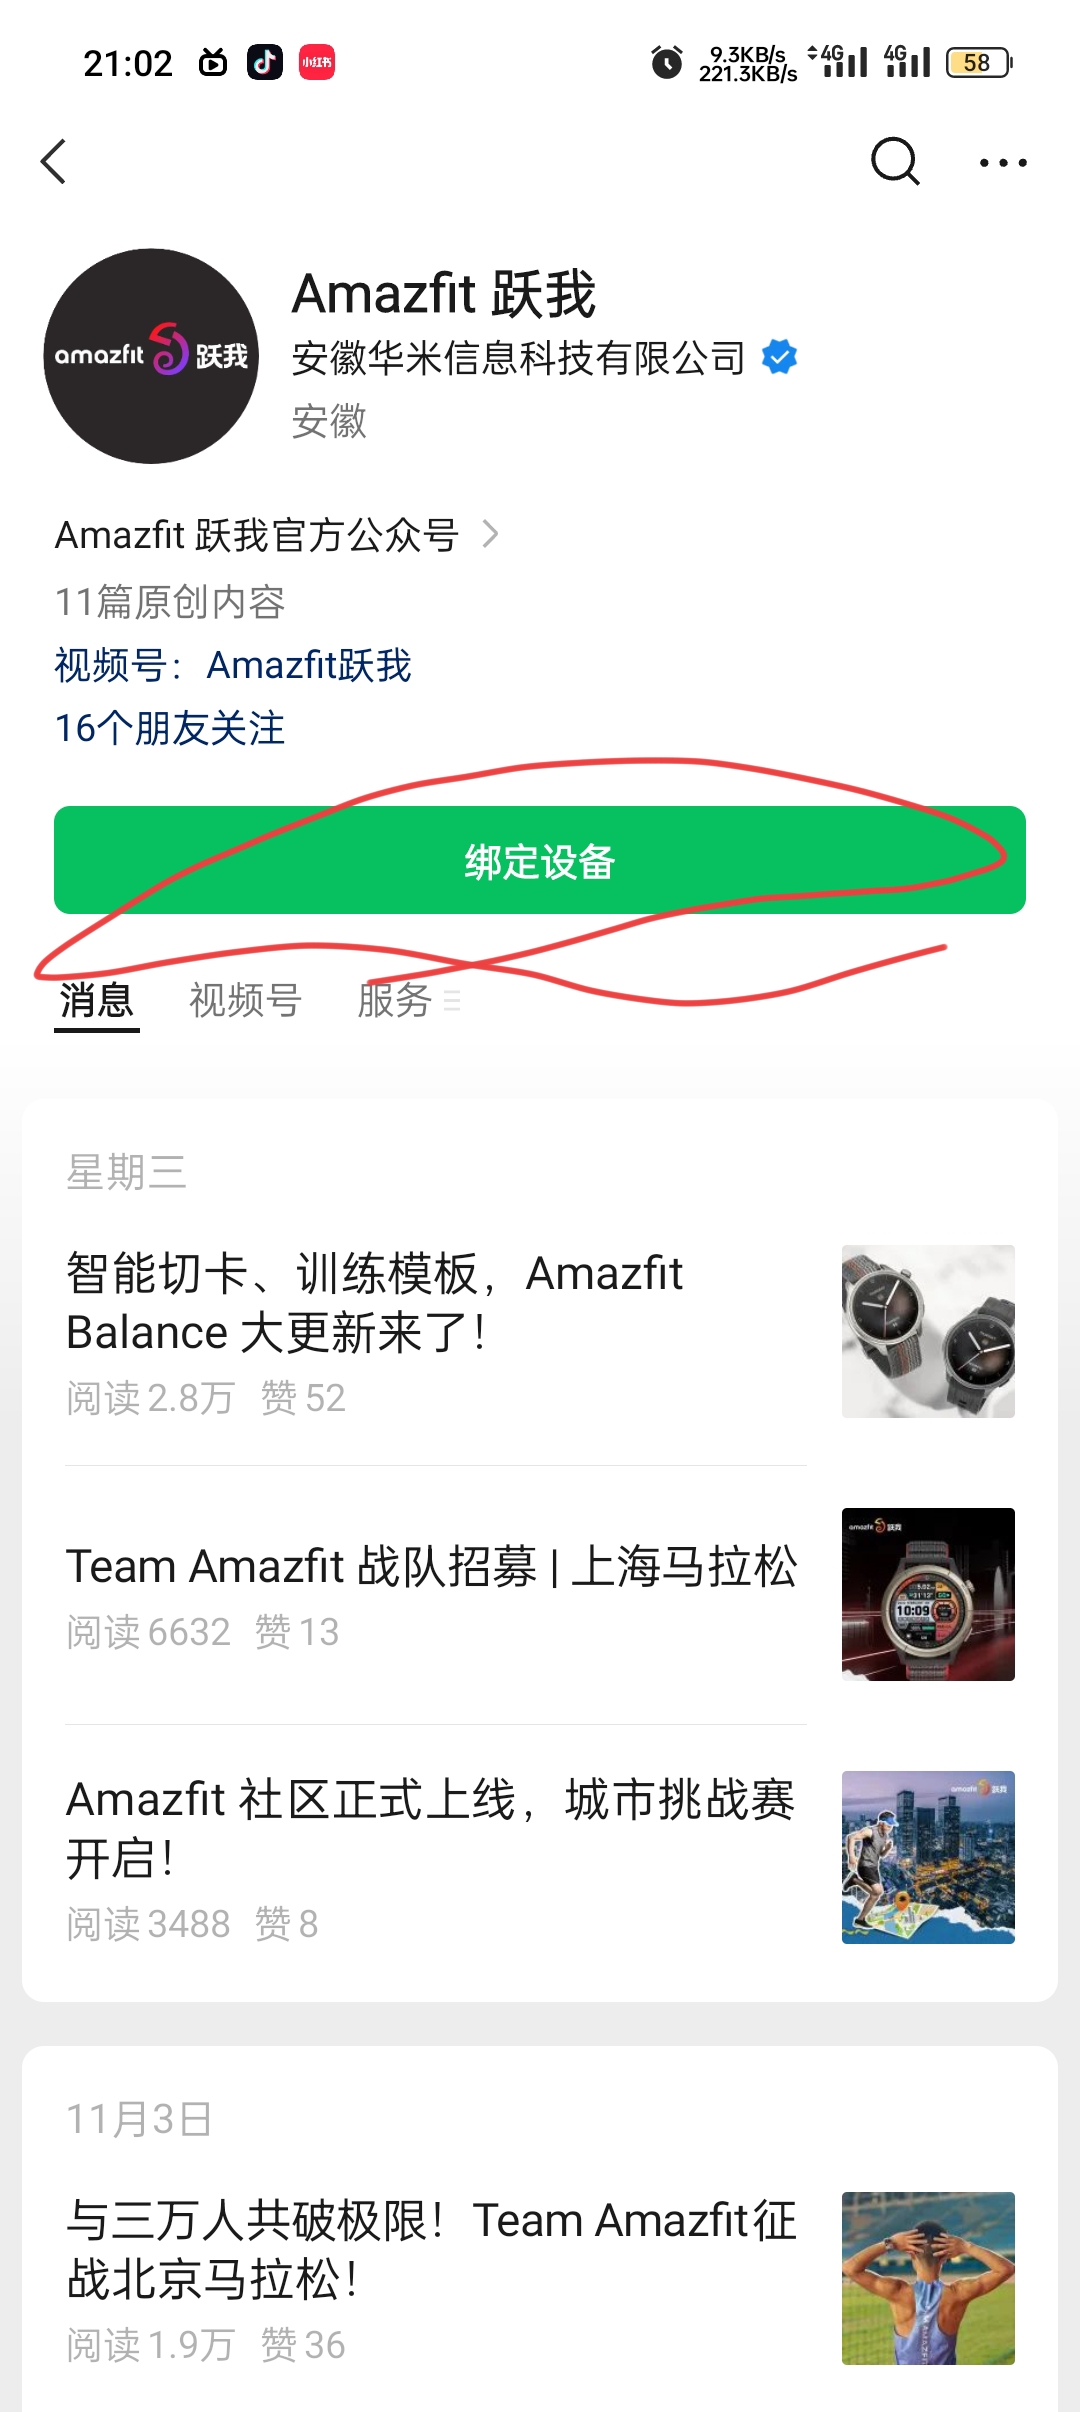 21:02
小红书
9.3KB/s
221.3KB/s
4G
4G
58
amazfit 跃我
Amazfit 跃我
安徽华米信息科技有限公司
安徽
Amazfit 跃我官方公众号
11篇原创内容
视频号：Amazfit跃我
16个朋友关注
绑定设备
消息 视频号 服务
星期三
智能切卡、训练模板，Amazfit
Balance 大更新来了！
阅读 2.8万 赞 52
Team Amazfit 战队招募 | 上海马拉松
阅读 6632 赞 13
amazfit 跃我
10:09
Amazfit 社区正式上线，城市挑战赛
开启！
阅读 3488 赞 8
amazfit 跃我
11月3日
与三万人共破极限！Team Amazfit征
战北京马拉松！
阅读 1.9万 赞 36